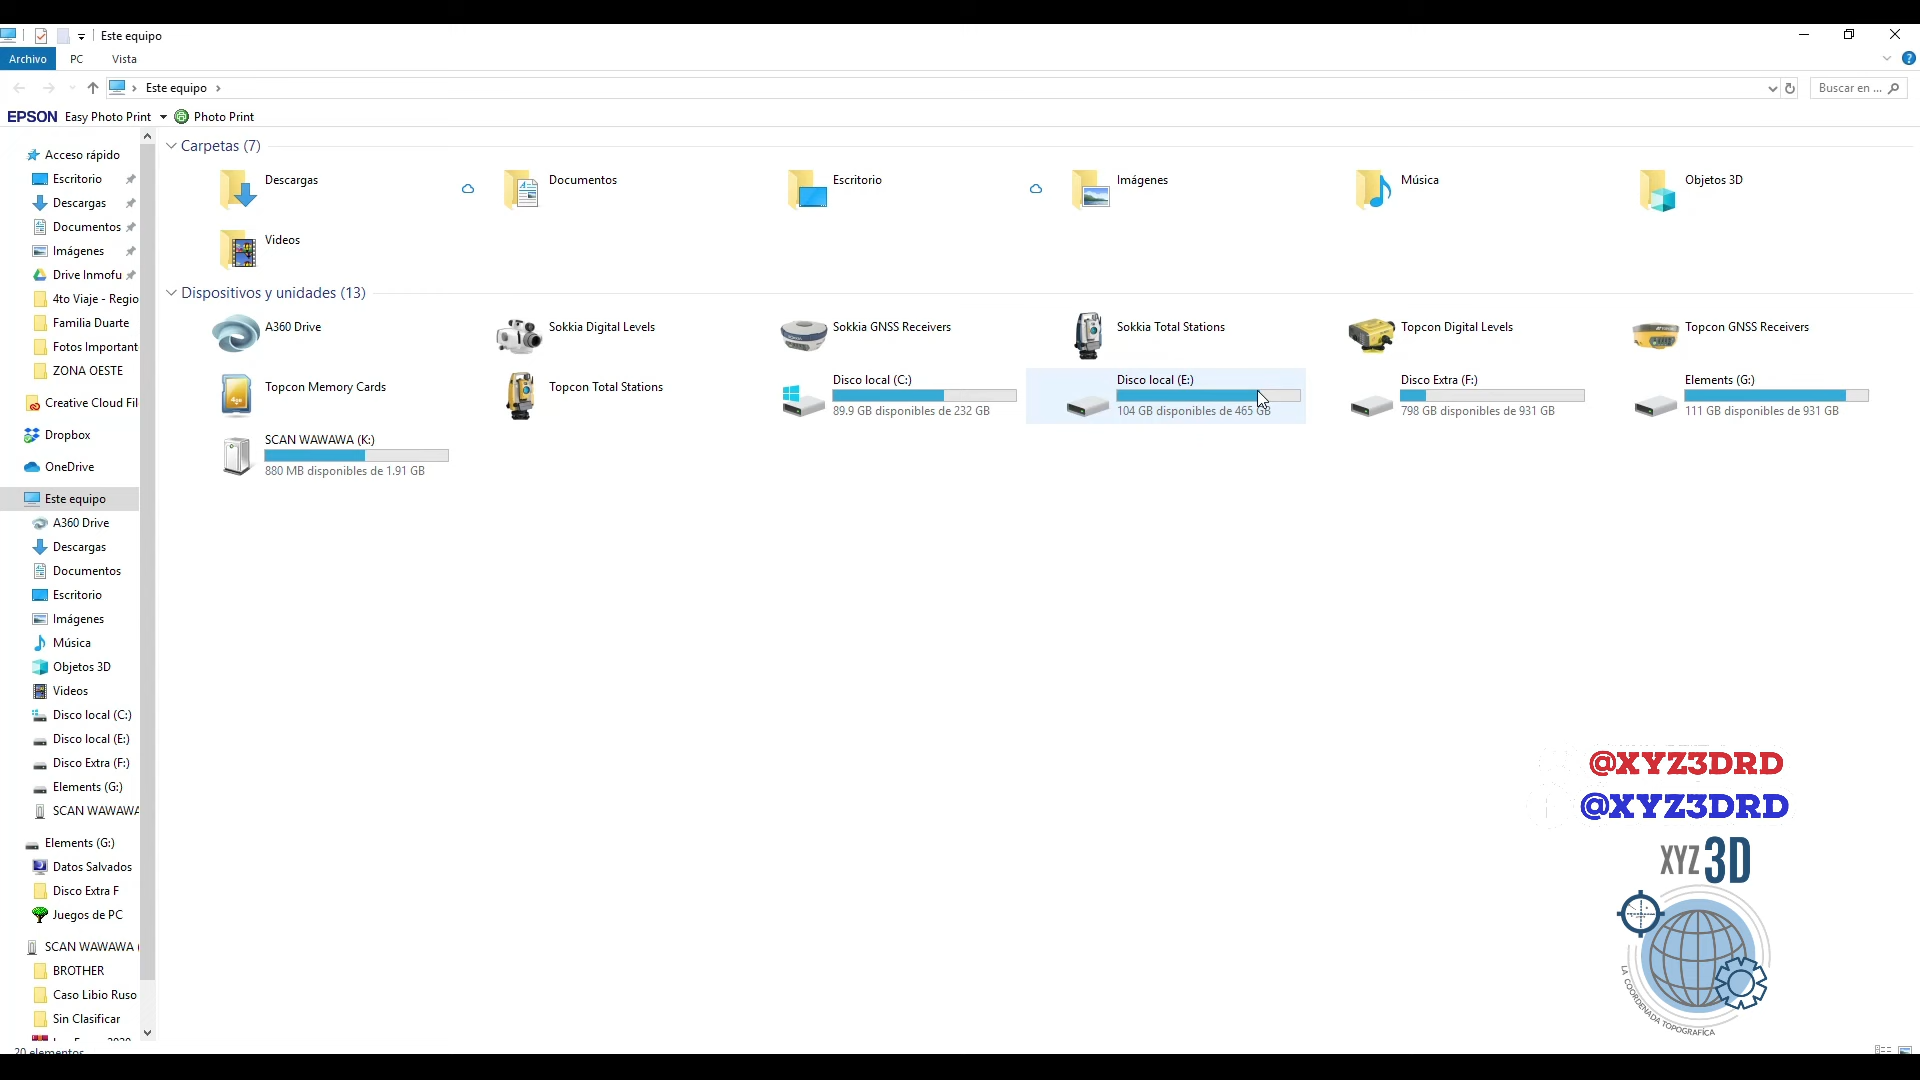 Este equipo
Archivo PC Vista
Este equipo
Buscar en ...
EPSON Easy Photo Print Photo Print
Acceso rápido
Escritorio
Descargas
Documentos
Imágenes
Drive Inmofu
4to Viaje - Regio
Familia Duarte
Fotos Important
ZONA OESTE
Creative Cloud Fil
Dropbox
OneDrive
Este equipo
A360 Drive
Descargas
Documentos
Escritorio
Imágenes
Música
Objetos 3D
Videos
Disco local (C:)
Disco local (E:)
Disco Extra (F:)
Elements (G:)
SCAN WAWAWA
Elements (G:)
Datos Salvados
Disco Extra F
Juegos de PC
SCAN WAWAWA (
BROTHER
Caso Libio Ruso
Sin Clasificar
20 elementos
Carpetas (7)
Descargas
Documentos
Escritorio
Imágenes
Música
Objetos 3D
Videos
Dispositivos y unidades (13)
A360 Drive
Sokkia Digital Levels
Sokkia GNSS Receivers
Sokkia Total Stations
Topcon Digital Levels
Topcon GNSS Receivers
Topcon Memory Cards
Topcon Total Stations
Disco local (C:)
89.9 GB disponibles de 232 GB
Disco local (E:)
104 GB disponibles de 465 GB
Disco Extra (F:)
798 GB disponibles de 931 GB
Elements (G:)
111 GB disponibles de 931 GB
SCAN WAWAWA (K:)
880 MB disponibles de 1.91 GB
@XYZ3DRD
@XYZ3DRD
XYZ 3D
LA COORDENADA TOPOGRAFÍCA